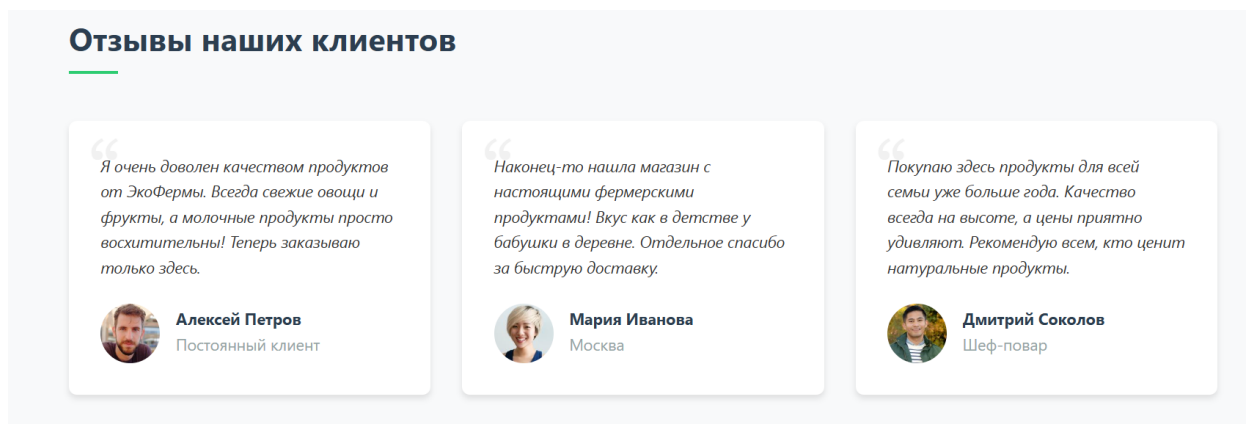 Отзывы наших клиентов
“
Я очень доволен качеством продуктов
от ЭкоФермы. Всегда свежие овощи и
фрукты, а молочные продукты просто
восхитительны! Теперь заказываю
только здесь.
Алексей Петров
Постоянный клиент
“
Наконец-то нашла магазин с
настоящими фермерскими
продуктами! Вкус как в детстве у
бабушки в деревне. Отдельное спасибо
за быструю доставку.
Мария Иванова
Москва
“
Покупаю здесь продукты для всей
семьи уже больше года. Качество
всегда на высоте, а цены приятно
удивляют. Рекомендую всем, кто ценит
натуральные продукты.
Дмитрий Соколов
Шеф-повар